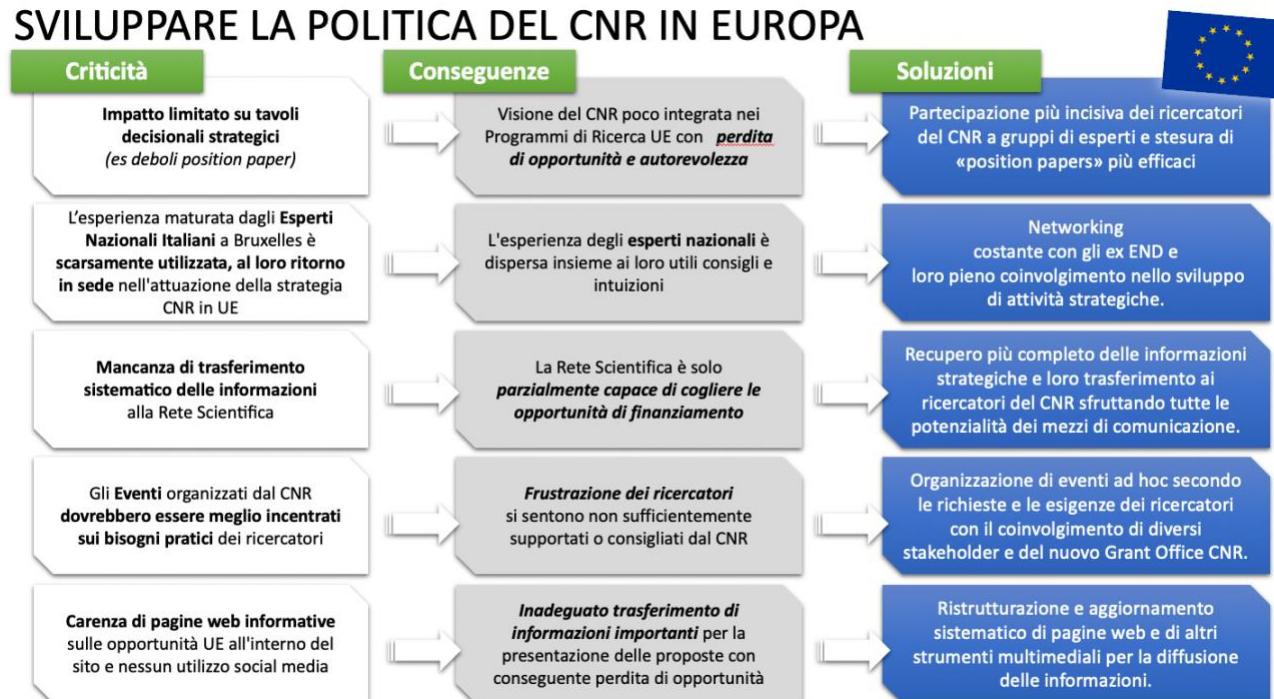 SVILUPPARE LA POLITICA DEL CNR IN EUROPA
Criticità
Conseguenze
Soluzioni
Impatto limitato su tavoli
decisionali strategici
(es deboli position paper)
Visione del CNR poco integrata nei
Programmi di Ricerca UE con perdita
di opportunità e autorevolezza
Partecipazione più incisiva dei ricercatori
del CNR a gruppi di esperti e stesura di
«position papers» più efficaci
L'esperienza maturata dagli Esperti
Nazionali Italiani a Bruxelles è
scarsamente utilizzata, al loro ritorno
in sede nell'attuazione della strategia
CNR in UE
L'esperienza degli esperti nazionali è
dispersa insieme ai loro utili consigli e
intuizioni
Networking
costante con gli ex END e
loro pieno coinvolgimento nello sviluppo
di attività strategiche.
Mancanza di trasferimento
sistematico delle informazioni
alla Rete Scientifica
La Rete Scientifica è solo
parzialmente capace di cogliere le
opportunità di finanziamento
Recupero più completo delle informazioni
strategiche e loro trasferimento ai
ricercatori del CNR sfruttando tutte le
potenzialità dei mezzi di comunicazione.
Gli Eventi organizzati dal CNR
dovrebbero essere meglio incentrati
sui bisogni pratici dei ricercatori
Frustrazione dei ricercatori
si sentono non sufficientemente
supportati o consigliati dal CNR
Organizzazione di eventi ad hoc secondo
le richieste e le esigenze dei ricercatori
con il coinvolgimento di diversi
stakeholder e del nuovo Grant Office CNR.
Carenza di pagine web informative
sulle opportunità UE all'interno del
sito e nessun utilizzo social media
Inadeguato trasferimento di
informazioni importanti per la
presentazione delle proposte con
conseguente perdita di opportunità
Ristrutturazione e aggiornamento
sistematico di pagine web e di altri
strumenti multimediali per la diffusione
delle informazioni.